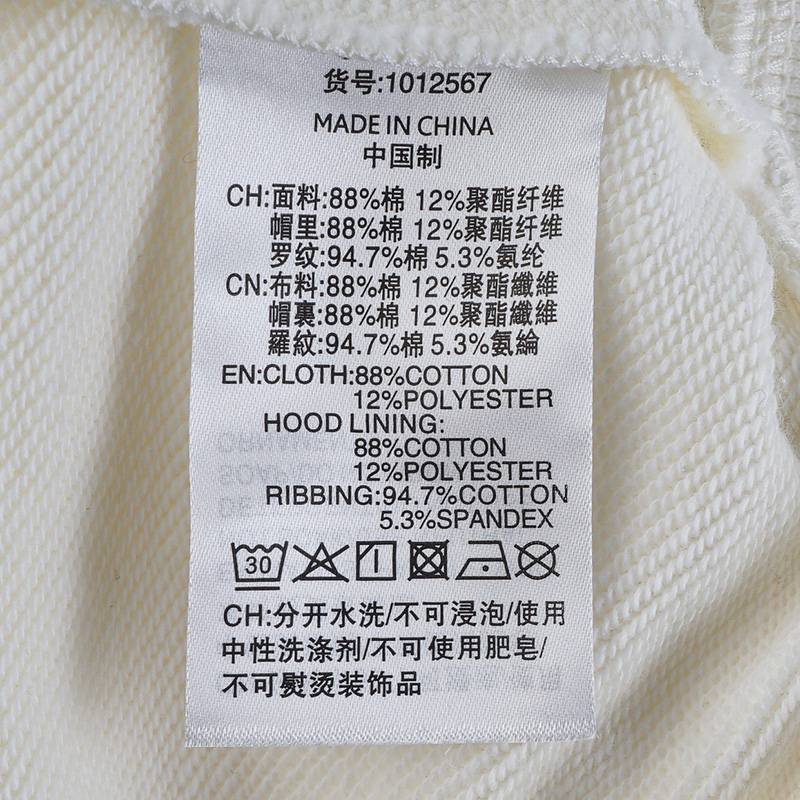 货号:1012567
MADE IN CHINA
中国制
CH:面料:88%棉 12%聚酯纤维
帽里:88%棉 12%聚酯纤维
罗纹:94.7%棉 5.3%氨纶
CN:布料:88%棉 12%聚酯纖維
帽裏:88%棉 12%聚酯纖維
羅紋:94.7%棉 5.3%氨綸
EN:CLOTH:88%COTTON
12%POLYESTER
HOOD LINING:
88%COTTON
12%POLYESTER
RIBBING:94.7%COTTON
5.3%SPANDEX
30
CH:分开水洗/不可浸泡/使用
中性洗涤剂/不可使用肥皂/
不可熨烫装饰品